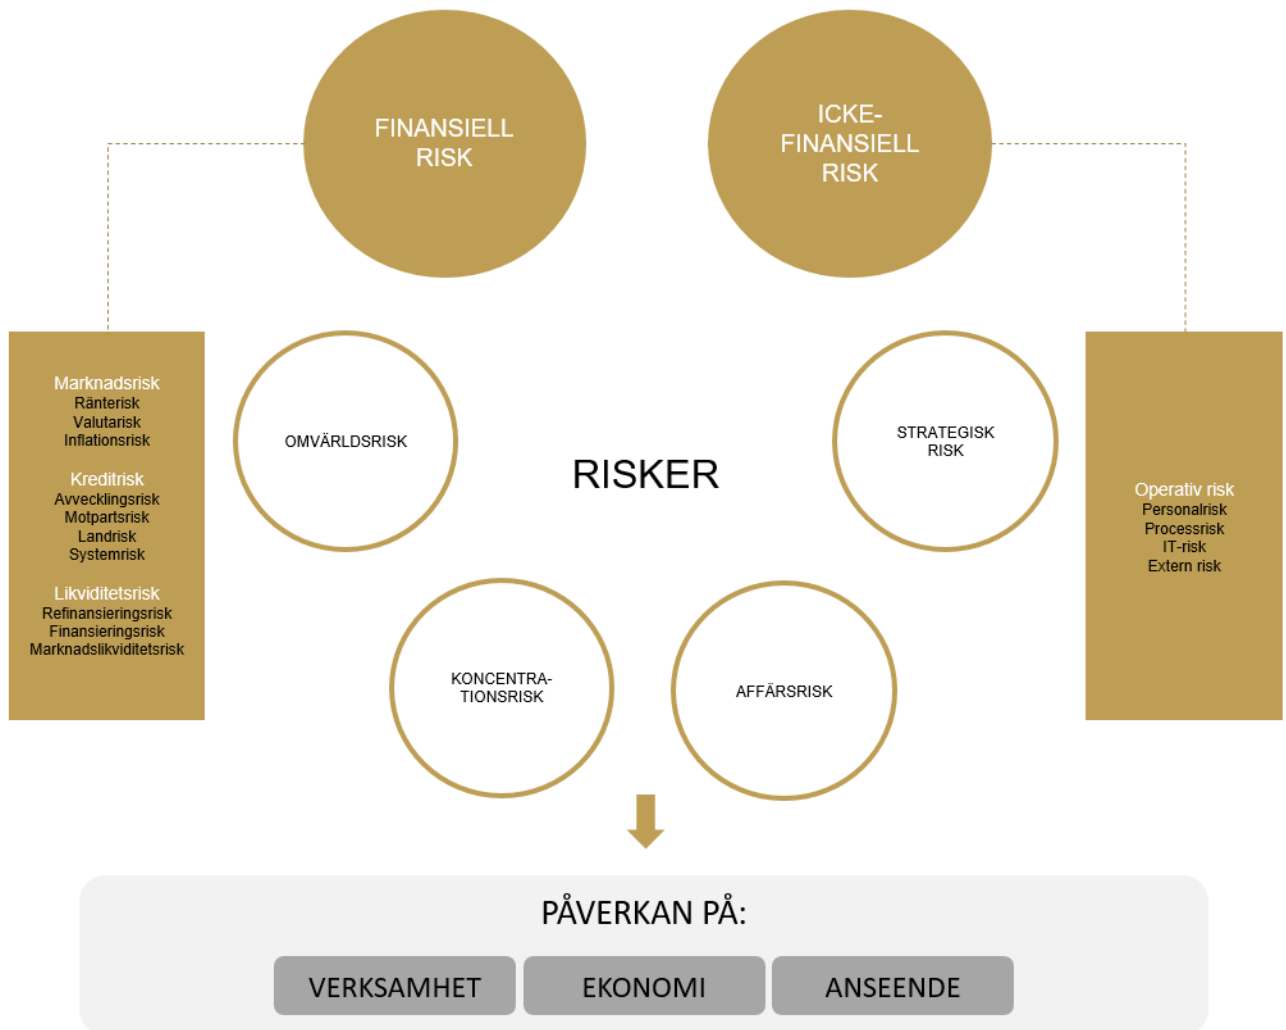 FINANSIELL
RISK
ICKE-
FINANSIELL
RISK
Marknadsrisk
Ränterisk
Valutarisk
Inflationsrisk
Kreditrisk
Avvecklingsrisk
Motpartsrisk
Landrisk
Systemrisk
Likviditetsrisk
Refinansieringsrisk
Finansieringsrisk
Marknadslikviditetsrisk
OMVÄRLDSRISK
RISKER
STRATEGISK
RISK
Operativ risk
Personalrisk
Processrisk
IT-risk
Extern risk
KONCENTRA-
TIONSRISK
AFFÄRSRISK
PÅVERKAN PÅ:
VERKSAMHET
EKONOMI
ANSEENDE